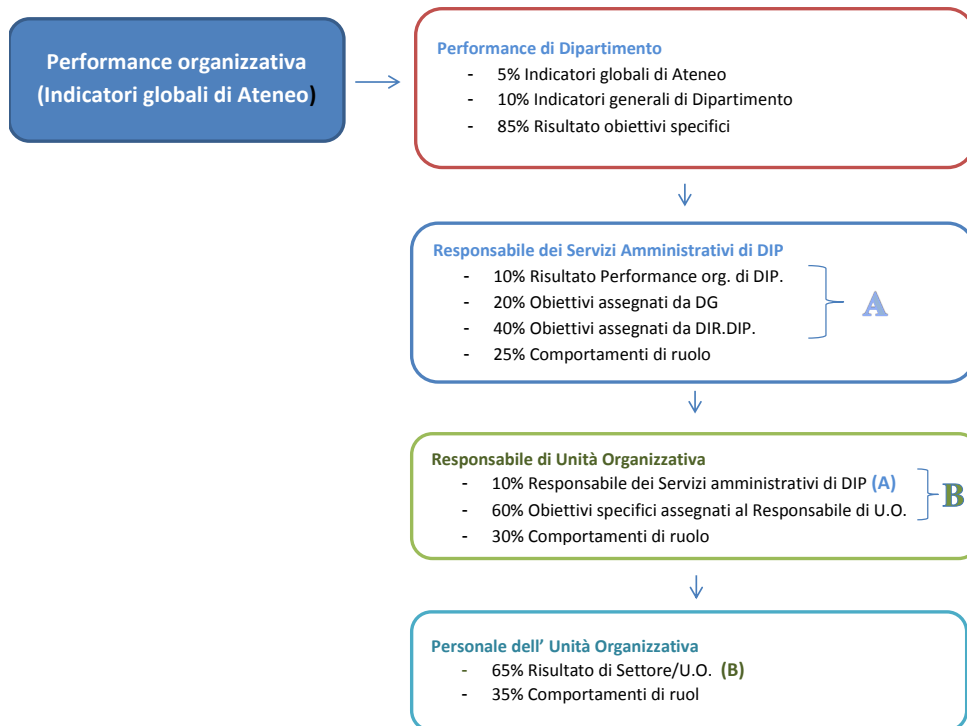 Performance organizzativa
(Indicatori globali di Ateneo)
Performance di Dipartimento
- 5% Indicatori globali di Ateneo
- 10% Indicatori generali di Dipartimento
- 85% Risultato obiettivi specifici
Responsabile dei Servizi Amministrativi di DIP
- 10% Risultato Performance org. di DIP.
- 20% Obiettivi assegnati da DG
- 40% Obiettivi assegnati da DIR.DIP.
- 25% Comportamenti di ruolo
A
Responsabile di Unità Organizzativa
- 10% Responsabile dei Servizi amministrativi di DIP (A)
- 60% Obiettivi specifici assegnati al Responsabile di U.O.
- 30% Comportamenti di ruolo
B
Personale dell' Unità Organizzativa
- 65% Risultato di Settore/U.O. (B)
- 35% Comportamenti di ruol